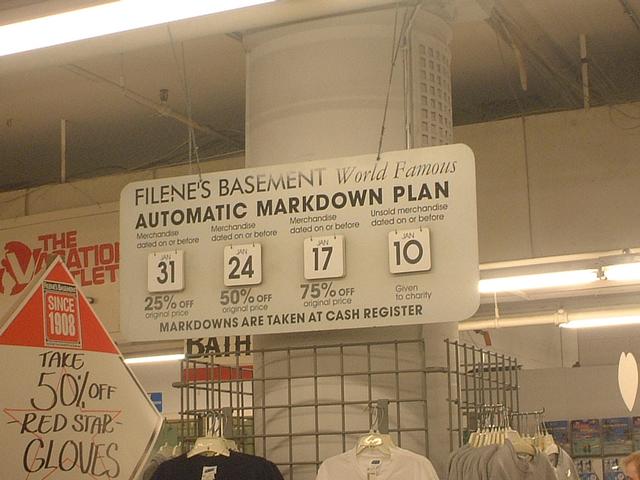 FILENE'S BASEMENT World Famous
AUTOMATIC MARKDOWN PLAN
Merchandise
dated on or before
JAN
31
25% OFF
original price
Merchandise
dated on or before
JAN
24
50% OFF
original price
Merchandise
dated on or before
JAN
17
75% OFF
original price
Unsold merchandise
dated on or before
JAN
10
Given
to charity
MARKDOWNS ARE TAKEN AT CASH REGISTER
THE
BATH
SINCE
1908
TAKE
50% OFF
RED STAR
GLOVES